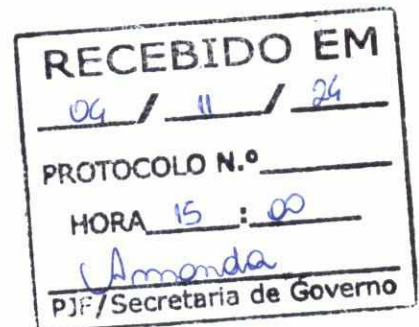 RECEBIDO EM
04 / 11 / 24
PROTOCOLO N.º
HORA 15 : 00
Amanda
PJF/Secretaria de Governo